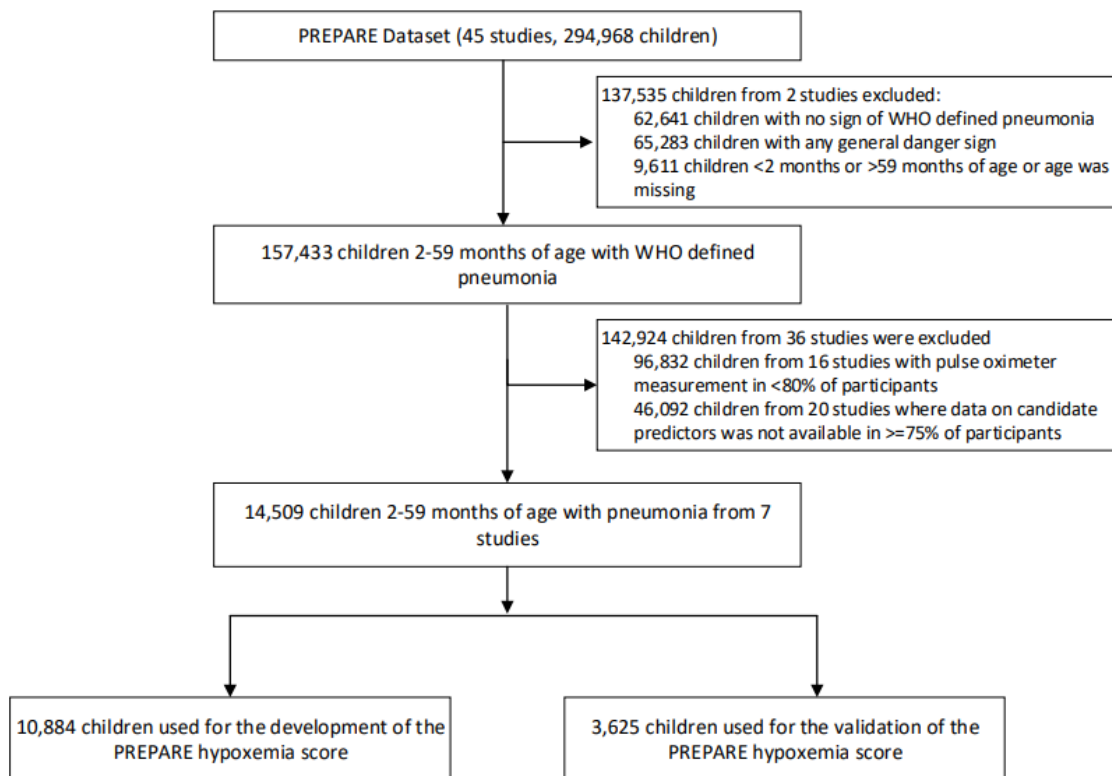 PREPARE Dataset (45 studies, 294,968 children)
137,535 children from 2 studies excluded:
62,641 children with no sign of WHO defined pneumonia
65,283 children with any general danger sign
9,611 children <2 months or >59 months of age or age was
missing
157,433 children 2-59 months of age with WHO defined
pneumonia
142,924 children from 36 studies were excluded
96,832 children from 16 studies with pulse oximeter
measurement in <80% of participants
46,092 children from 20 studies where data on candidate
predictors was not available in >=75% of participants
14,509 children 2-59 months of age with pneumonia from 7
studies
10,884 children used for the development of the
PREPARE hypoxemia score
3,625 children used for the validation of the
PREPARE hypoxemia score